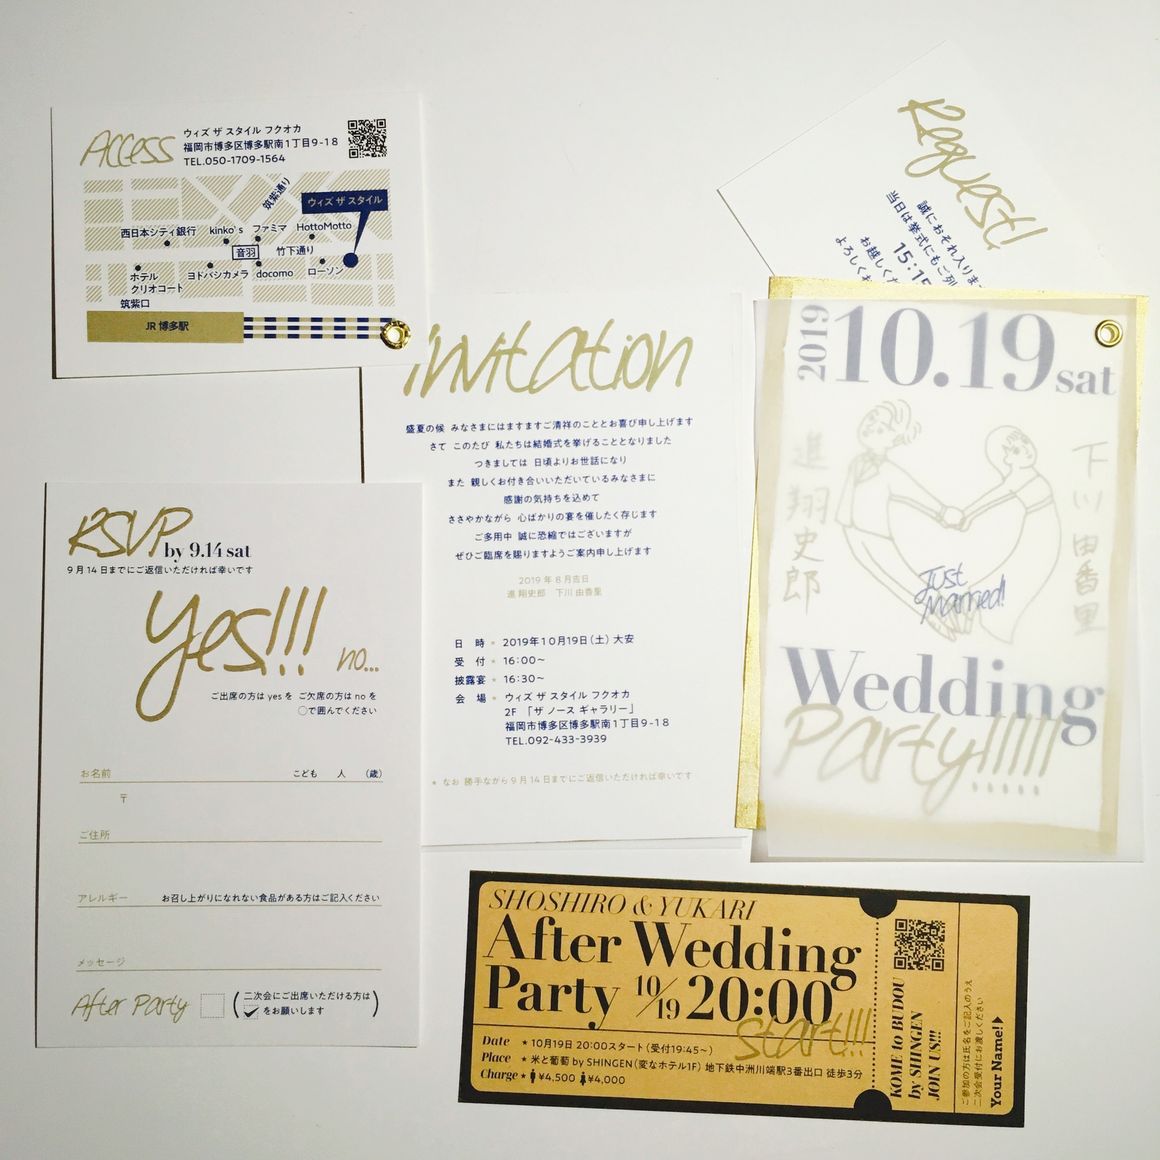 Access
ウィズ ザ スタイル フクオカ
福岡市博多区博多駅南1丁目9-18
TEL.050-1709-1564
筑紫通り
ウィズ ザ スタイル
西日本シティ銀行
kinko`s
ファミマ
HottoMotto
音羽
竹下通り
ホテル
クリオコート
ヨドバシカメラ
docomo
ローソン
筑紫口
JR 博多駅
Request!
誠におそれ入りま
当日は挙式にもご列
15:15
お越しくだ
よろしくお
invitation
盛夏の候 みなさまにはますますご清祥のこととお喜び申し上げます
さて このたび 私たちは結婚式を挙げることとなりました
つきましては 日頃よりお世話になり
また 親しくお付き合いいただいているみなさまに
感謝の気持ちを込めて
ささやかながら 心ばかりの宴を催したく存じます
ご多用中 誠に恐縮ではございますが
ぜひご臨席を賜りますようご案内申し上げます
2019年8月吉日
進 翔史郎 下川 由香里
日 時 ★ 2019年10月19日(土) 大安
受 付 ★ 16:00~
披露宴 ★ 16:30~
会 場 ★ ウィズ ザ スタイル フクオカ
2F 「ザ ノース ギャラリー」
福岡市博多区博多駅南1丁目9-18
TEL.092-433-3939
★ なお 勝手ながら9月14日までにご返信いただければ幸いです
2019
10.19 sat
進翔史郎
下川由香里
Just
Married!
Wedding
Party!!!!!!
RSVP by 9.14 sat
9月14日までにご返信いただければ幸いです
yes!!! no...
ご出席の方は yes を ご欠席の方は no を
○で囲んでください
お名前 こども 人 (歳)
〒
ご住所
アレルギー お召し上がりになれない食品がある方はご記入ください
メッセージ
After Party
(二次会にご出席いただける方は
をお願いします)
SHOSHIRO & YUKARI
After Wedding
Party 10/19 20:00
start!!!
Date ★ 10月19日 20:00スタート(受付19:45~)
Place ★ 米と葡萄 by SHINGEN(変なホテル1F) 地下鉄中洲川端駅3番出口 徒歩3分
Charge ★ ¥4,500 ¥4,000
KOME to BUDOU
by SHINGEN
JOIN US!!!
ご参加の方は氏名をご記入のうえ
二次会受付にお渡しください
Your Name!▶